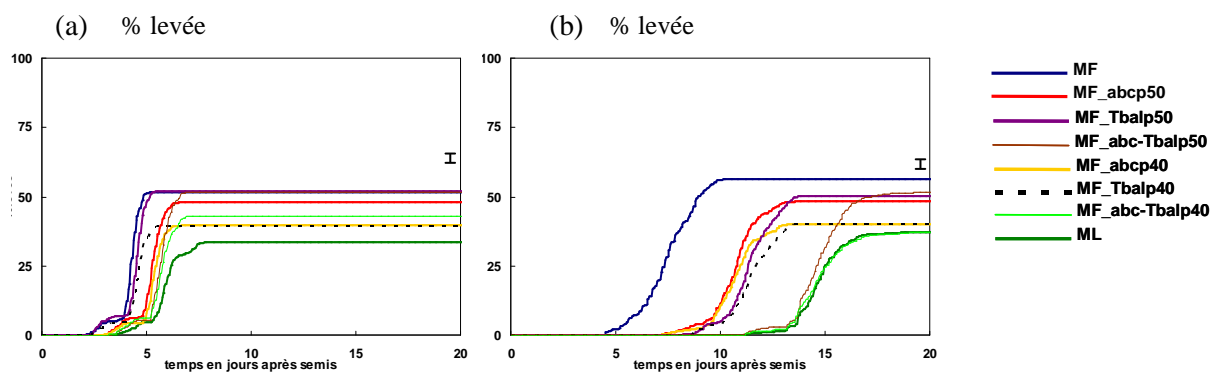 (a) % levée
(b) % levée
100
75
50
25
0
0 5 10 15 20
temps en jours après semis
100
75
50
25
0
0 5 10 15 20
temps en jours après semis
MF
MF_abcp50
MF_Tbalp50
MF_abc-Tbalp50
MF_abcp40
MF_Tbalp40
MF_abc-Tbalp40
ML